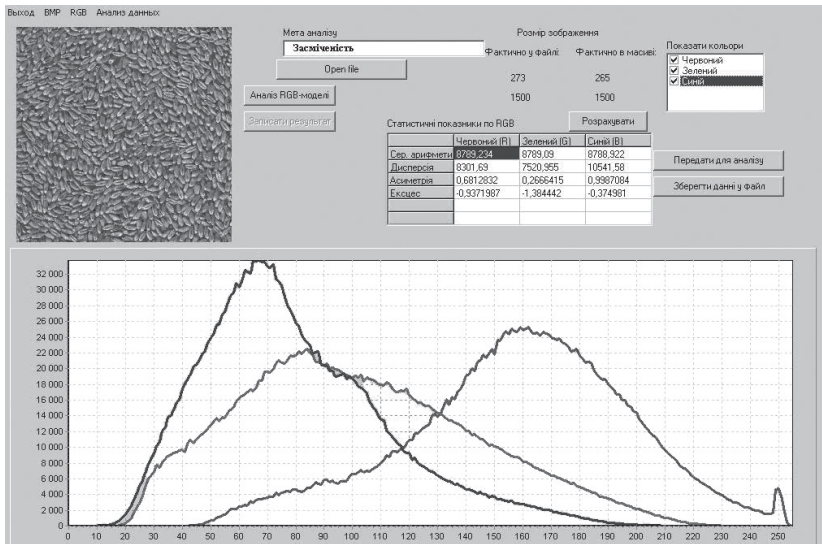 Выход BMP RGB Анализ данных
Мета аналізу
Засміченість
Open file
Аналіз RGB-моделі
Записати результат
Розмір зображення
Фактично у файлі: Фактично в масиві:
273 265
1500 1500
Показати кольори
Червоний
Зелений
Синій
Статистичні показники по RGB
Розрахувати
Червоний (R) Зелений (G) Синій (B)
Сер. арифмети 8789,234 8789,09 8788,922
Дисперсія 8301,69 7520,955 10541,58
Асиметрія 0,6812832 0,2666415 0,9987084
Ексцес -0,9371987 -1,384442 -0,374981
Передати для аналізу
Зберегти данні у файл
32 000
30 000
28 000
26 000
24 000
22 000
20 000
18 000
16 000
14 000
12 000
10 000
8 000
6 000
4 000
2 000
0
0 10 20 30 40 50 60 70 80 90 100 110 120 130 140 150 160 170 180 190 200 210 220 230 240 250